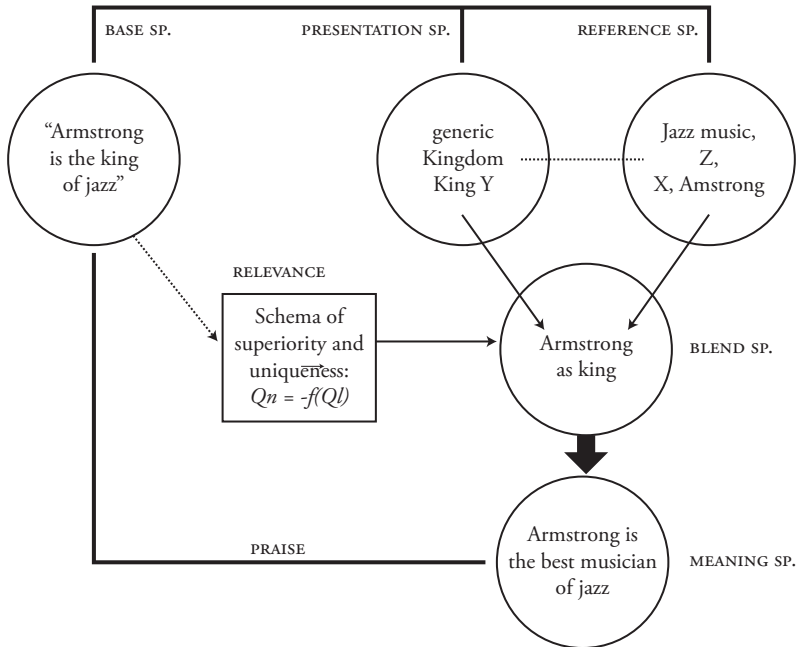 BASE SP.
PRESENTATION SP.
REFERENCE SP.
“Armstrong
is the king
of jazz”
generic
Kingdom
King Y
Jazz music,
Z,
X, Amstrong
RELEVANCE
Schema of
superiority and
uniqueness:
Qn = -f(Ql)
Armstrong
as king
BLEND SP.
PRAISE
Armstrong is
the best musician
of jazz
MEANING SP.